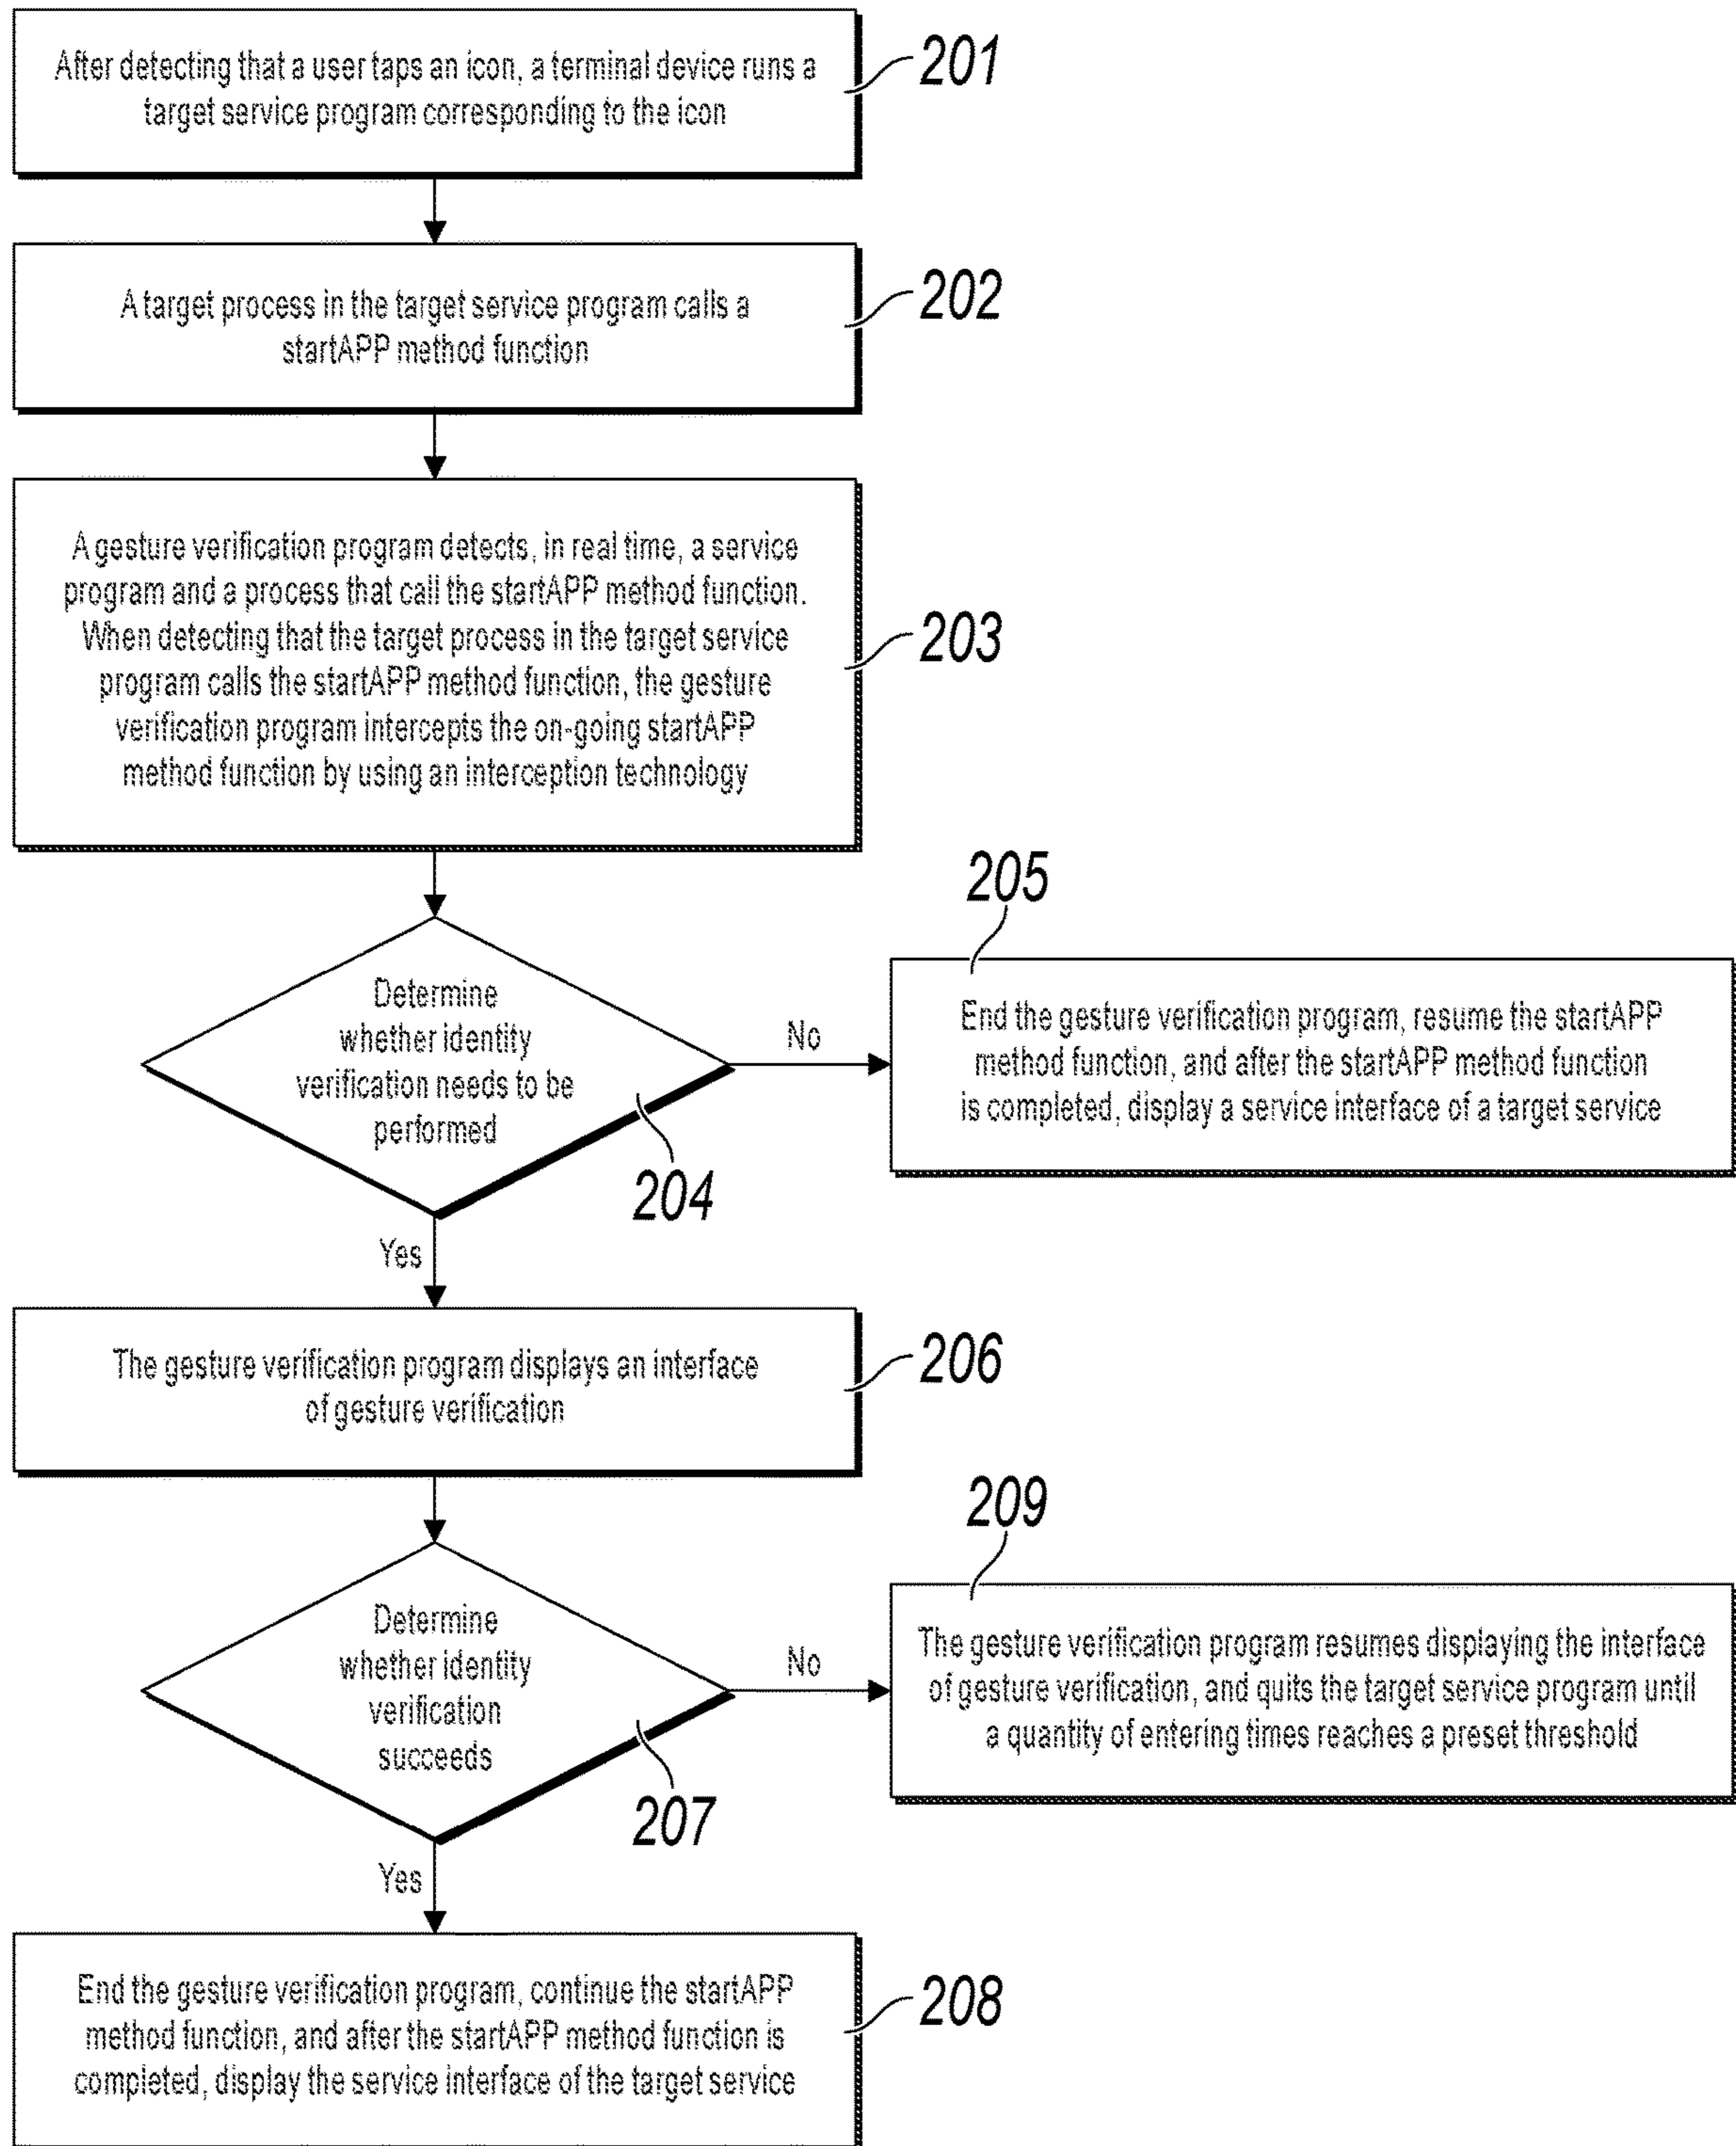 After detecting that a user taps an icon, a terminal device runs a
target service program corresponding to the icon
201
A target process in the target service program calls a
startAPP method function
202
A gesture verification program detects, in real time, a service
program and a process that call the startAPP method function.
When detecting that the target process in the target service
program calls the startAPP method function, the gesture
verification program intercepts the on-going startAPP
method function by using an interception technology
203
Determine
whether identity
verification needs to be
performed
204
No
205
End the gesture verification program, resume the startAPP
method function, and after the startAPP method function
is completed, display a service interface of a target service
Yes
The gesture verification program displays an interface
of gesture verification
206
Determine
whether identity
verification
succeeds
207
No
209
The gesture verification program resumes displaying the interface
of gesture verification, and quits the target service program until
a quantity of entering times reaches a preset threshold
Yes
End the gesture verification program, continue the startAPP
method function, and after the startAPP method function is
completed, display the service interface of the target service
208